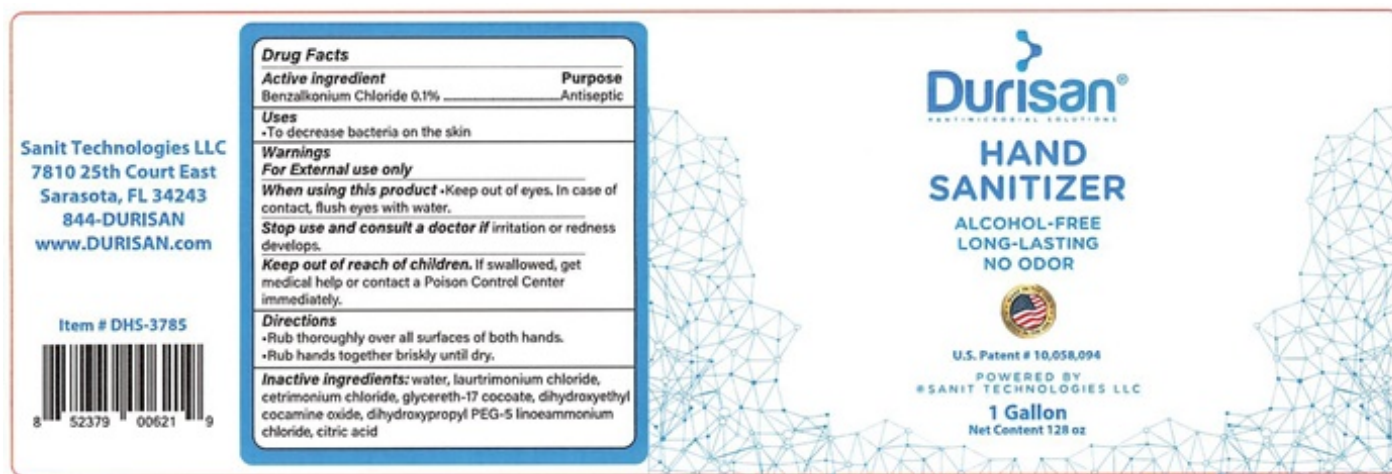 Sanit Technologies LLC
7810 25th Court East
Sarasota, FL 34243
844-DURISAN
www.DURISAN.com
Item # DHS-3785
8 52379 00621 9
Drug Facts
Active ingredient Purpose
Benzalkonium Chloride 0.1% Antiseptic
Uses
•To decrease bacteria on the skin
Warnings
For External use only
When using this product •Keep out of eyes. In case of
contact, flush eyes with water.
Stop use and consult a doctor if irritation or redness
develops.
Keep out of reach of children. If swallowed, get
medical help or contact a Poison Control Center
immediately.
Directions
•Rub thoroughly over all surfaces of both hands.
•Rub hands together briskly until dry.
Inactive ingredients: water, laurtrimonium chloride,
cetrimonium chloride, glycereth-17 cocoate, dihydroxyethyl
cocamine oxide, dihydroxypropyl PEG-5 linoeammonium
chloride, citric acid
Durisan®
ANTIMICROBIAL SOLUTIONS
HAND
SANITIZER
ALCOHOL-FREE
LONG-LASTING
NO ODOR
U.S. Patent # 10,058,094
POWERED BY
®SANIT TECHNOLOGIES LLC
1 Gallon
Net Content 128 oz